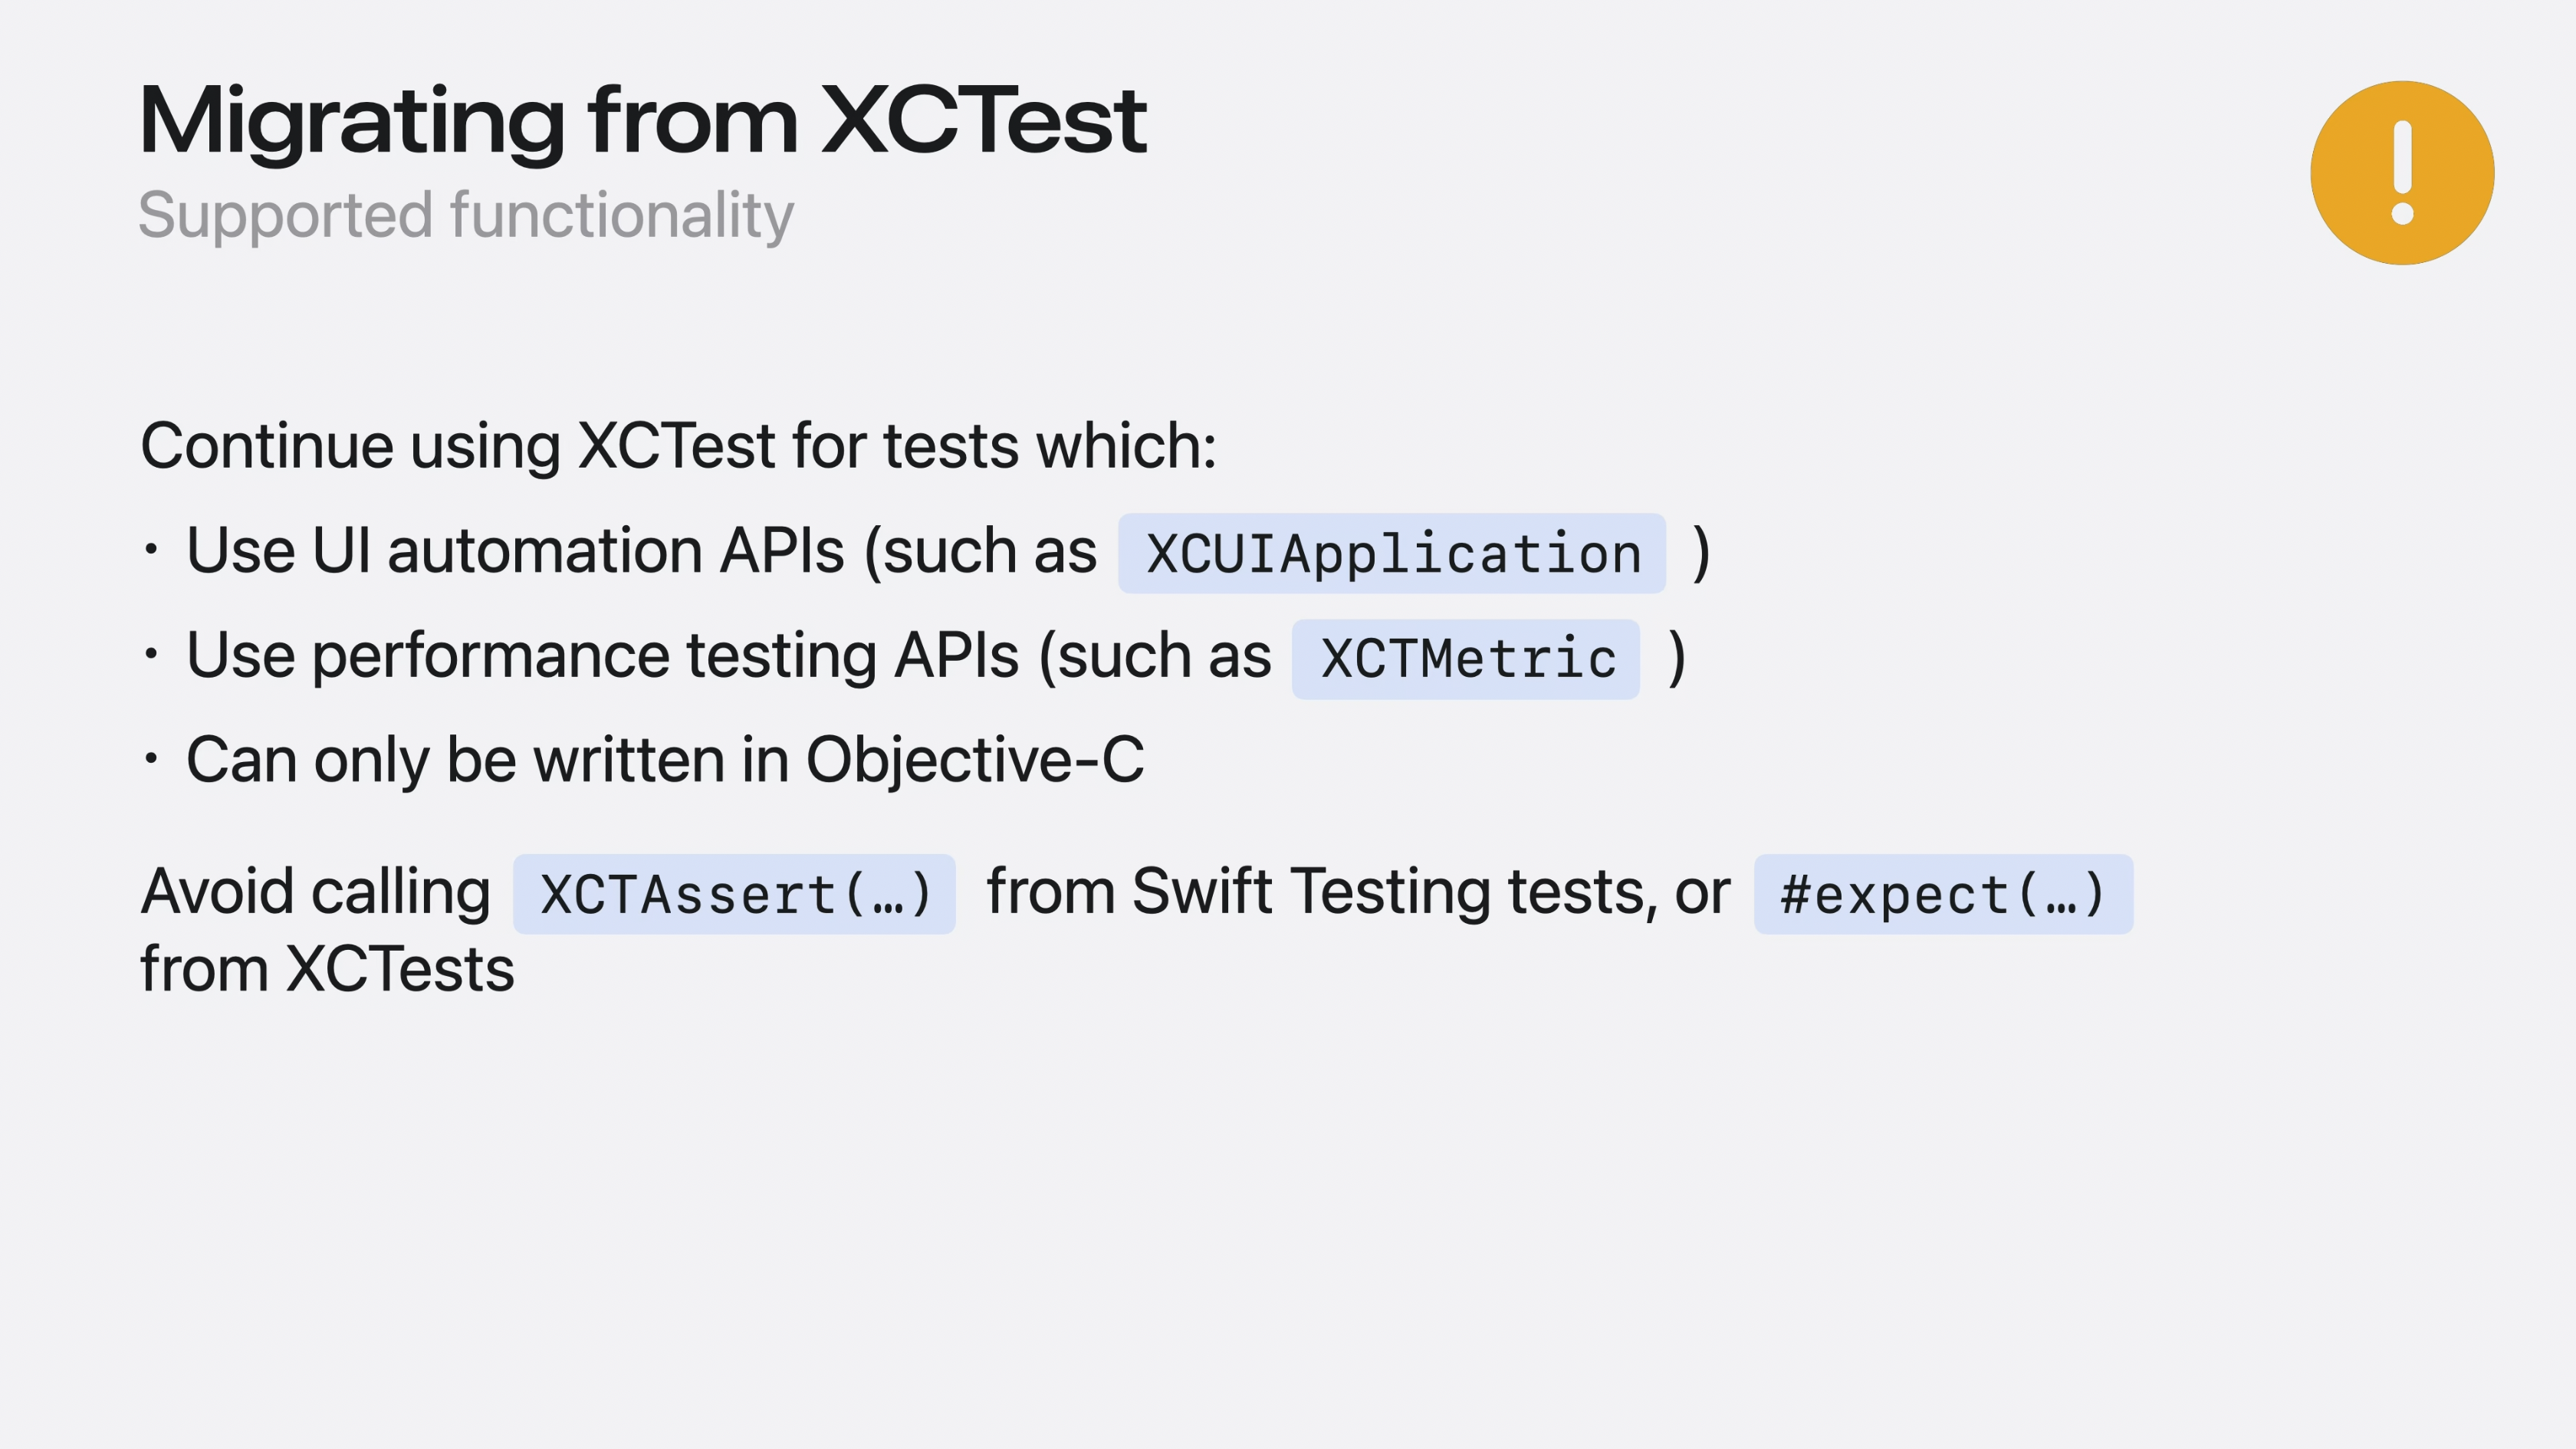 Migrating from XCTest
Supported functionality
Continue using XCTest for tests which:
• Use UI automation APIs (such as XCUIApplication )
• Use performance testing APIs (such as XCTMetric )
• Can only be written in Objective-C
Avoid calling XCTAssert(…) from Swift Testing tests, or #expect(…)
from XCTests